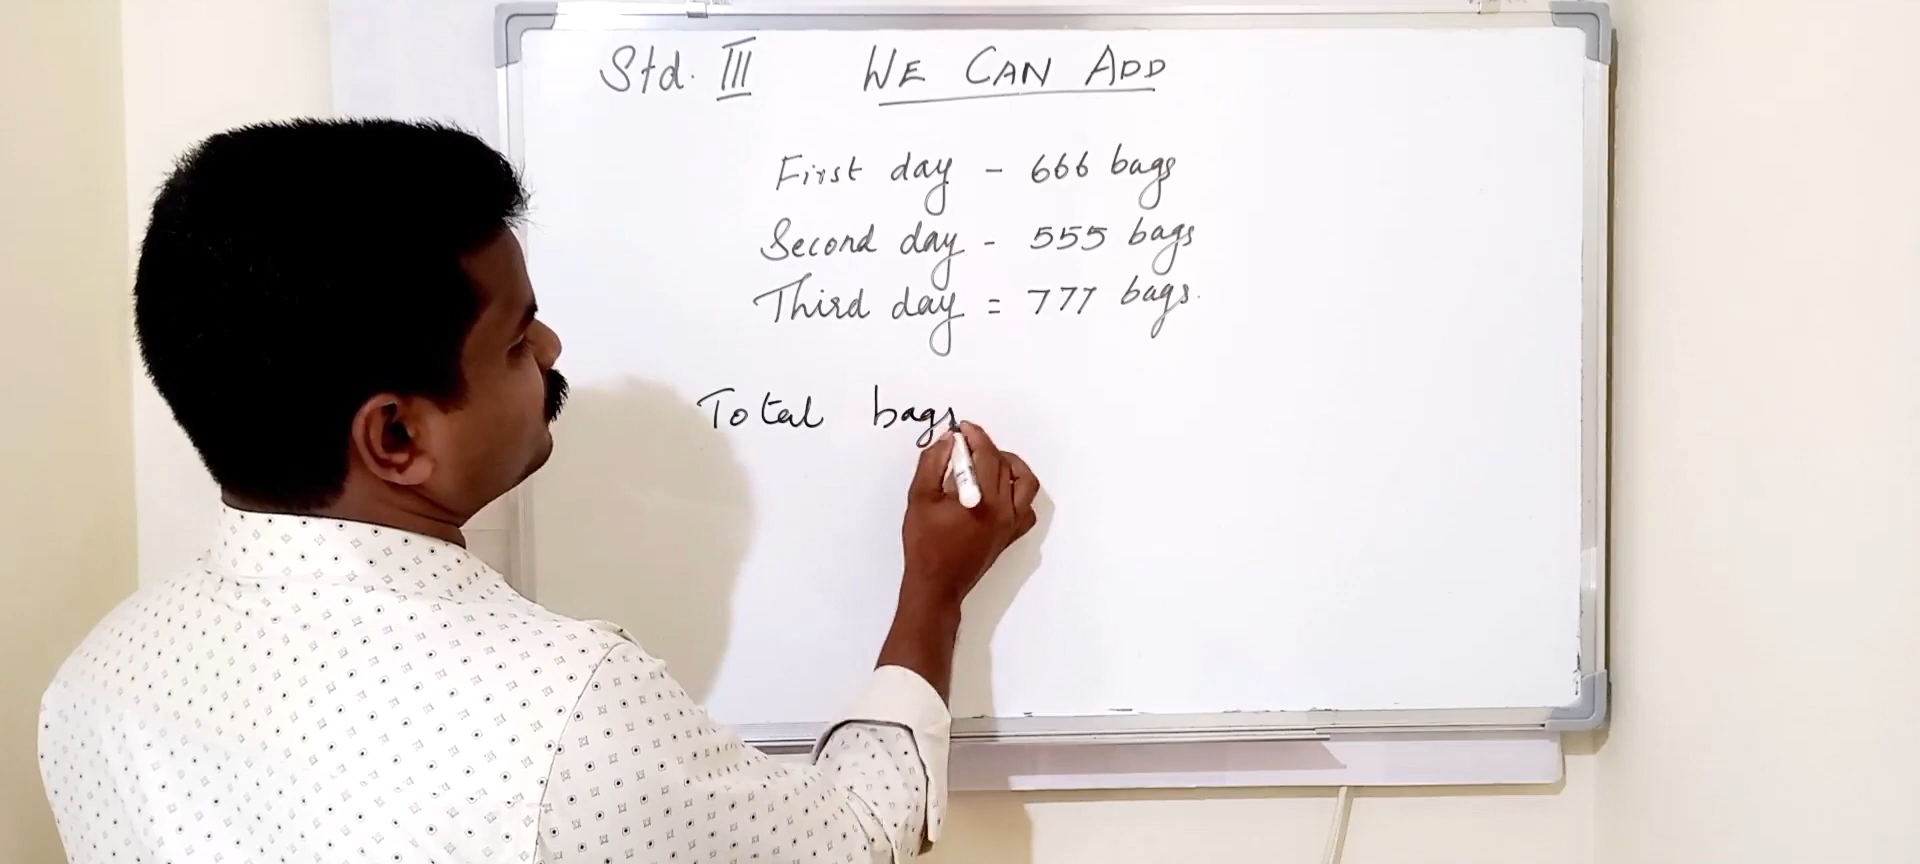 Std. III WE CAN ADD
First day - 666 bags
Second day - 555 bags
Third day = 777 bags.
Total bags